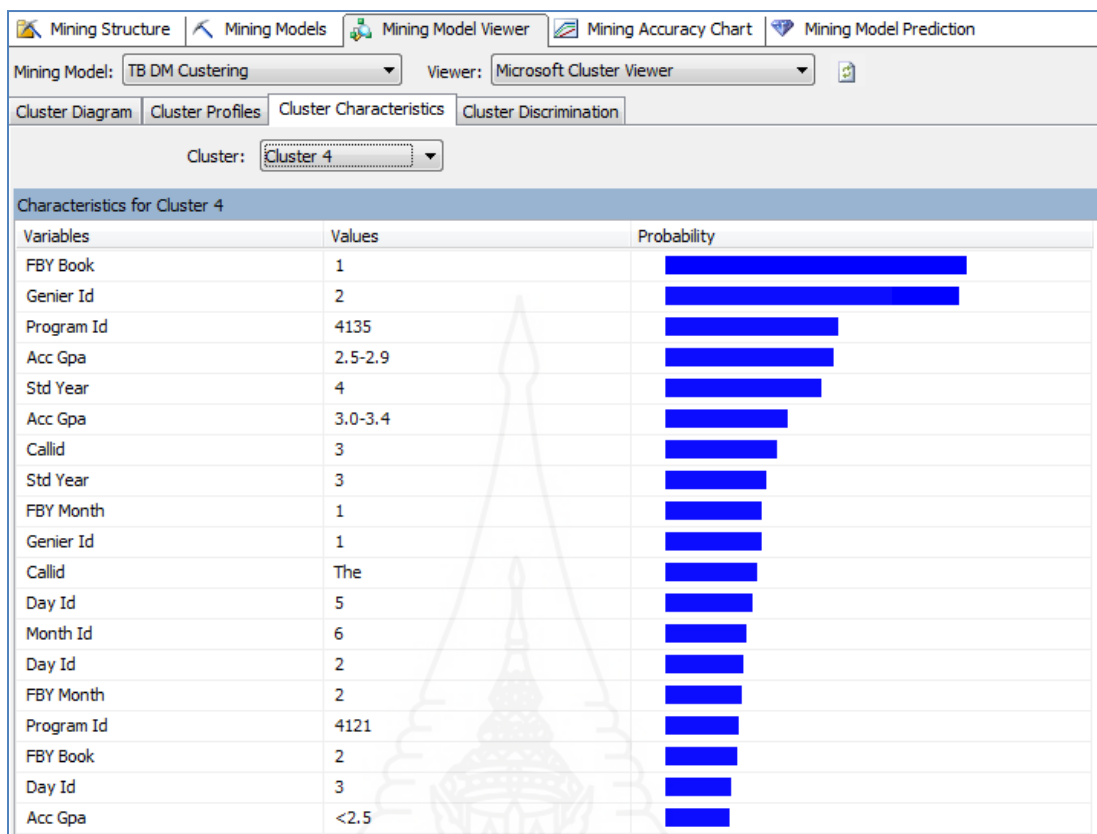 Mining Structure Mining Models Mining Model Viewer Mining Accuracy Chart Mining Model Prediction
Mining Model: TB DM Custering Viewer: Microsoft Cluster Viewer
Cluster Diagram Cluster Profiles Cluster Characteristics Cluster Discrimination
Cluster: Cluster 4
Characteristics for Cluster 4
Variables Values Probability
FBY Book 1
Genier Id 2
Program Id 4135
Acc Gpa 2.5-2.9
Std Year 4
Acc Gpa 3.0-3.4
Callid 3
Std Year 3
FBY Month 1
Genier Id 1
Callid The
Day Id 5
Month Id 6
Day Id 2
FBY Month 2
Program Id 4121
FBY Book 2
Day Id 3
Acc Gpa <2.5